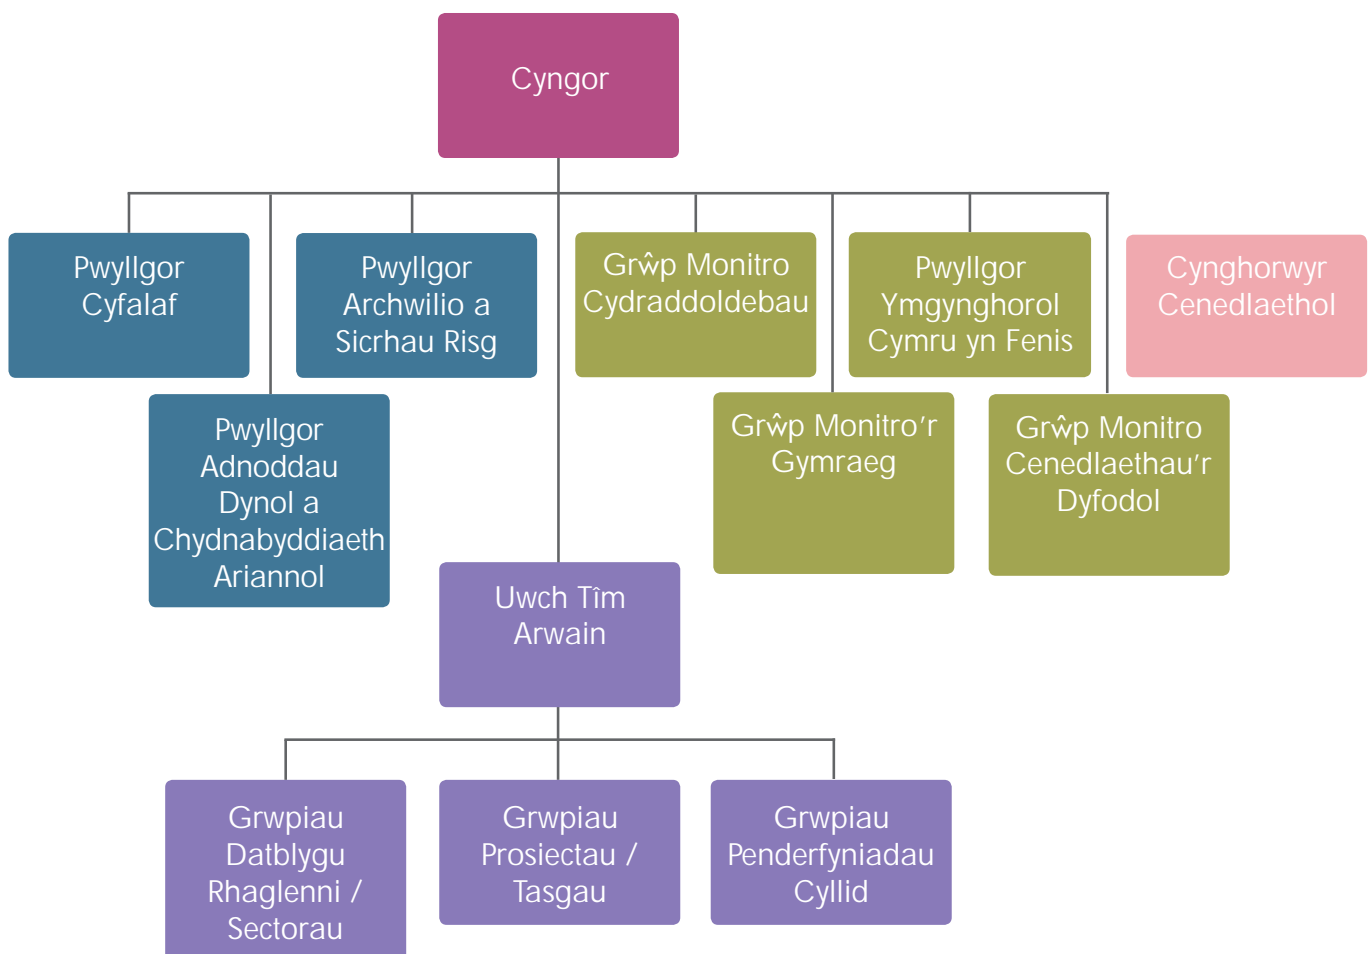 Cyngor
Pwyllgor
Cyfalaf
Pwyllgor
Archwilio a
Sicrhau Risg
Grŵp Monitro
Cydraddoldebau
Pwyllgor
Ymgynghorol
Cymru yn Fenis
Cynghorwyr
Cenedlaethol
Pwyllgor
Adnoddau
Dynol a
Chydnabyddiaeth
Ariannol
Grŵp Monitro'r
Gymraeg
Grŵp Monitro
Cenedlaethau'r
Dyfodol
Uwch Tîm
Arwain
Grwpiau
Datblygu
Rhaglenni /
Sectorau
Grwpiau
Prosiectau /
Tasgau
Grwpiau
Penderfyniadau
Cyllid